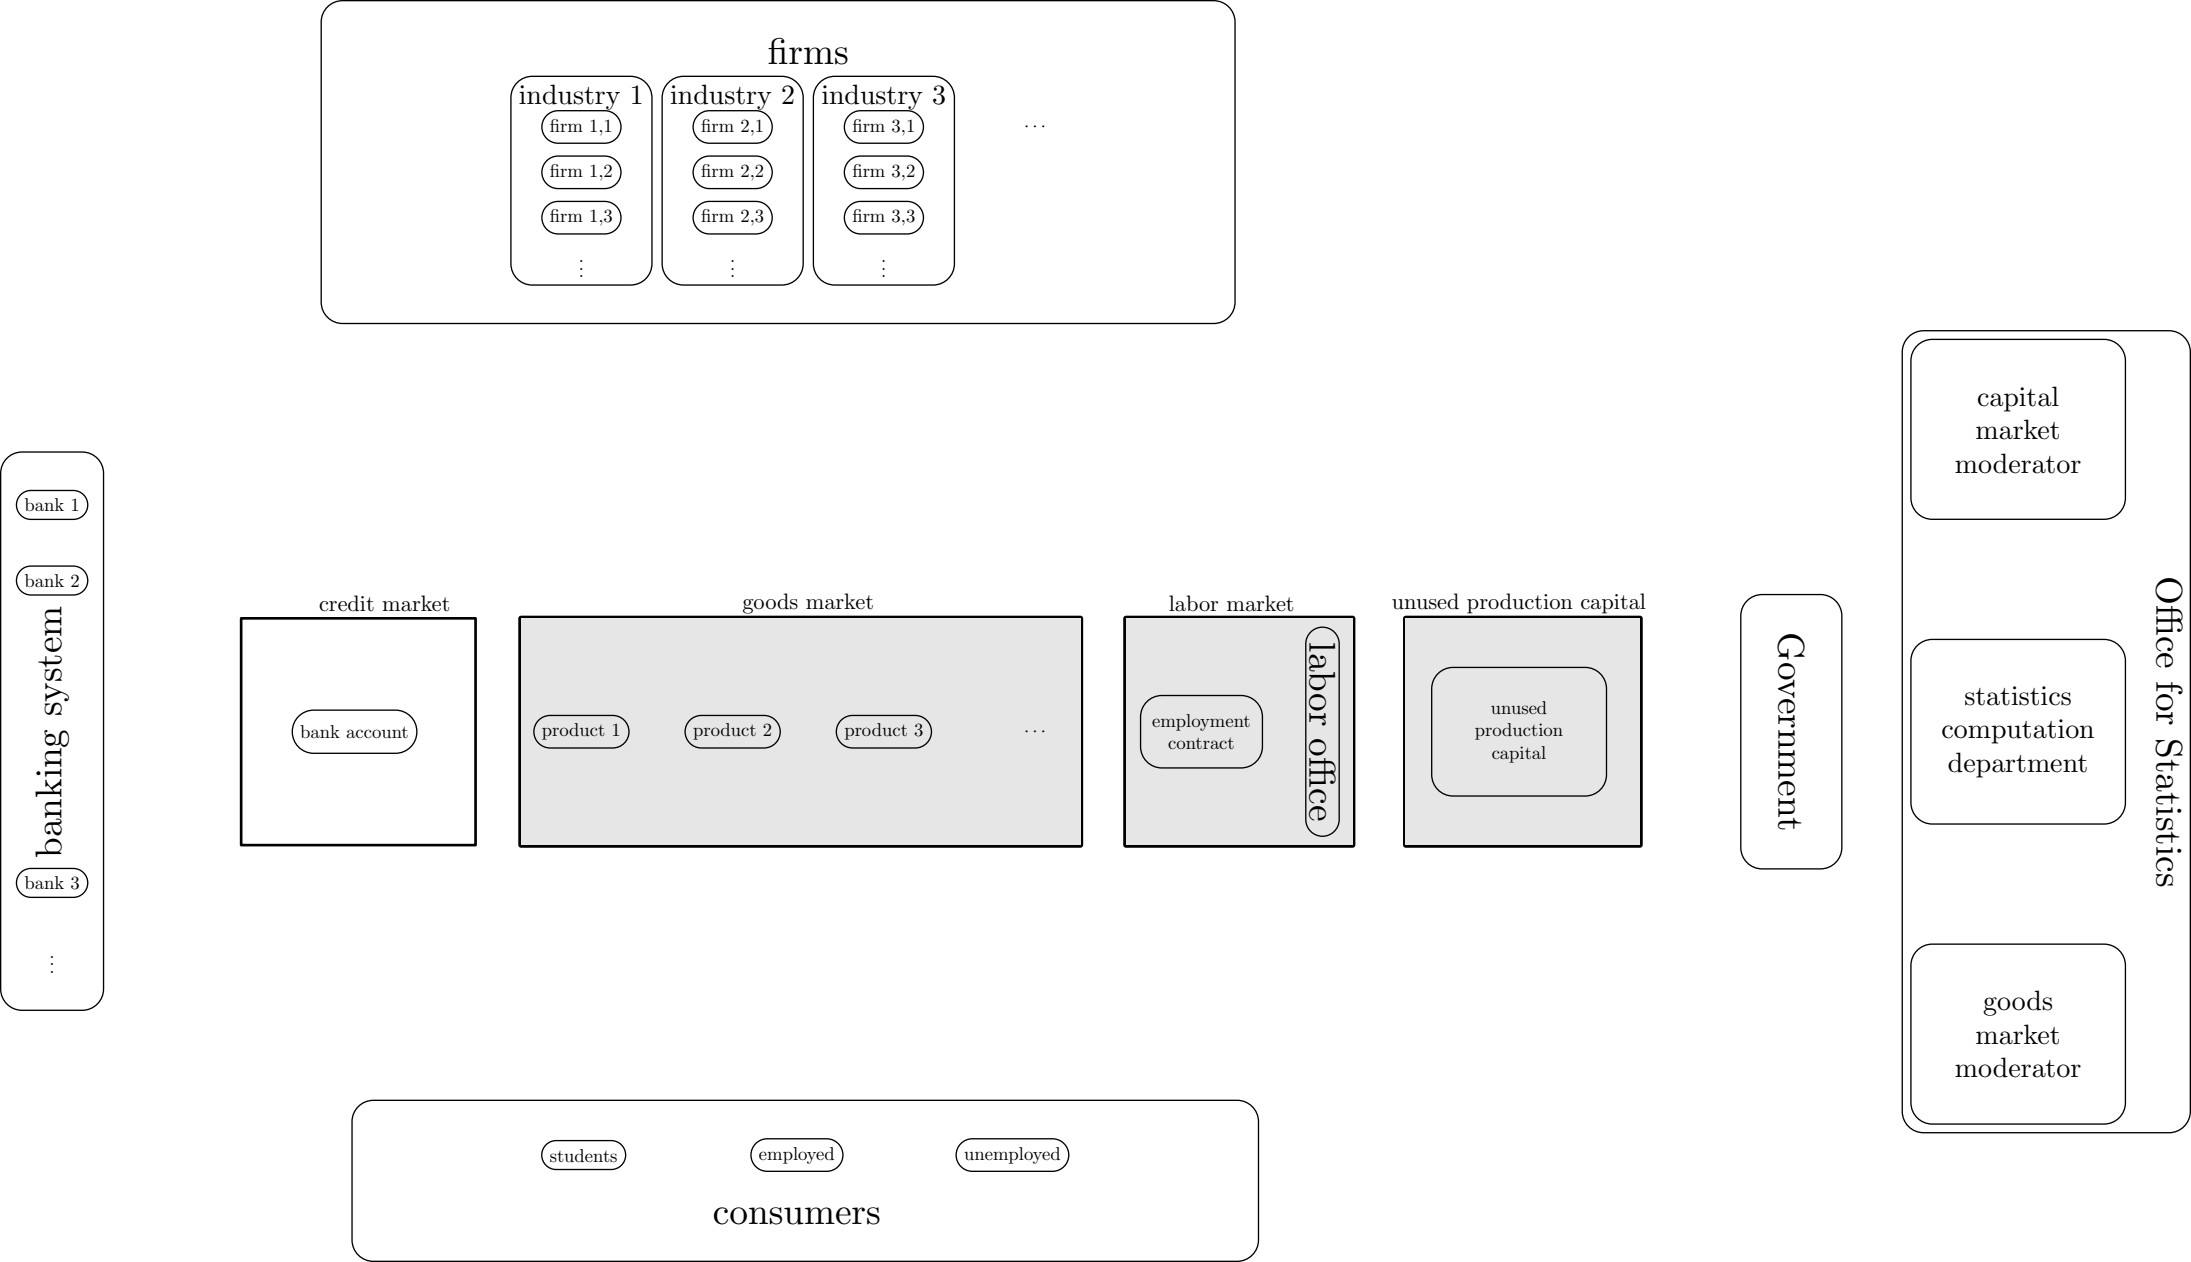 firms
industry 1
firm 1,1
firm 1,2
firm 1,3
⋮
industry 2
firm 2,1
firm 2,2
firm 2,3
⋮
industry 3
firm 3,1
firm 3,2
firm 3,3
⋮
...
banking system
bank 1
bank 2
bank 3
⋮
credit market
bank account
goods market
product 1
product 2
product 3
...
labor market
employment
contract
labor office
unused production capital
unused
production
capital
Government
Office for Statistics
capital
market
moderator
statistics
computation
department
goods
market
moderator
students
employed
unemployed
consumers